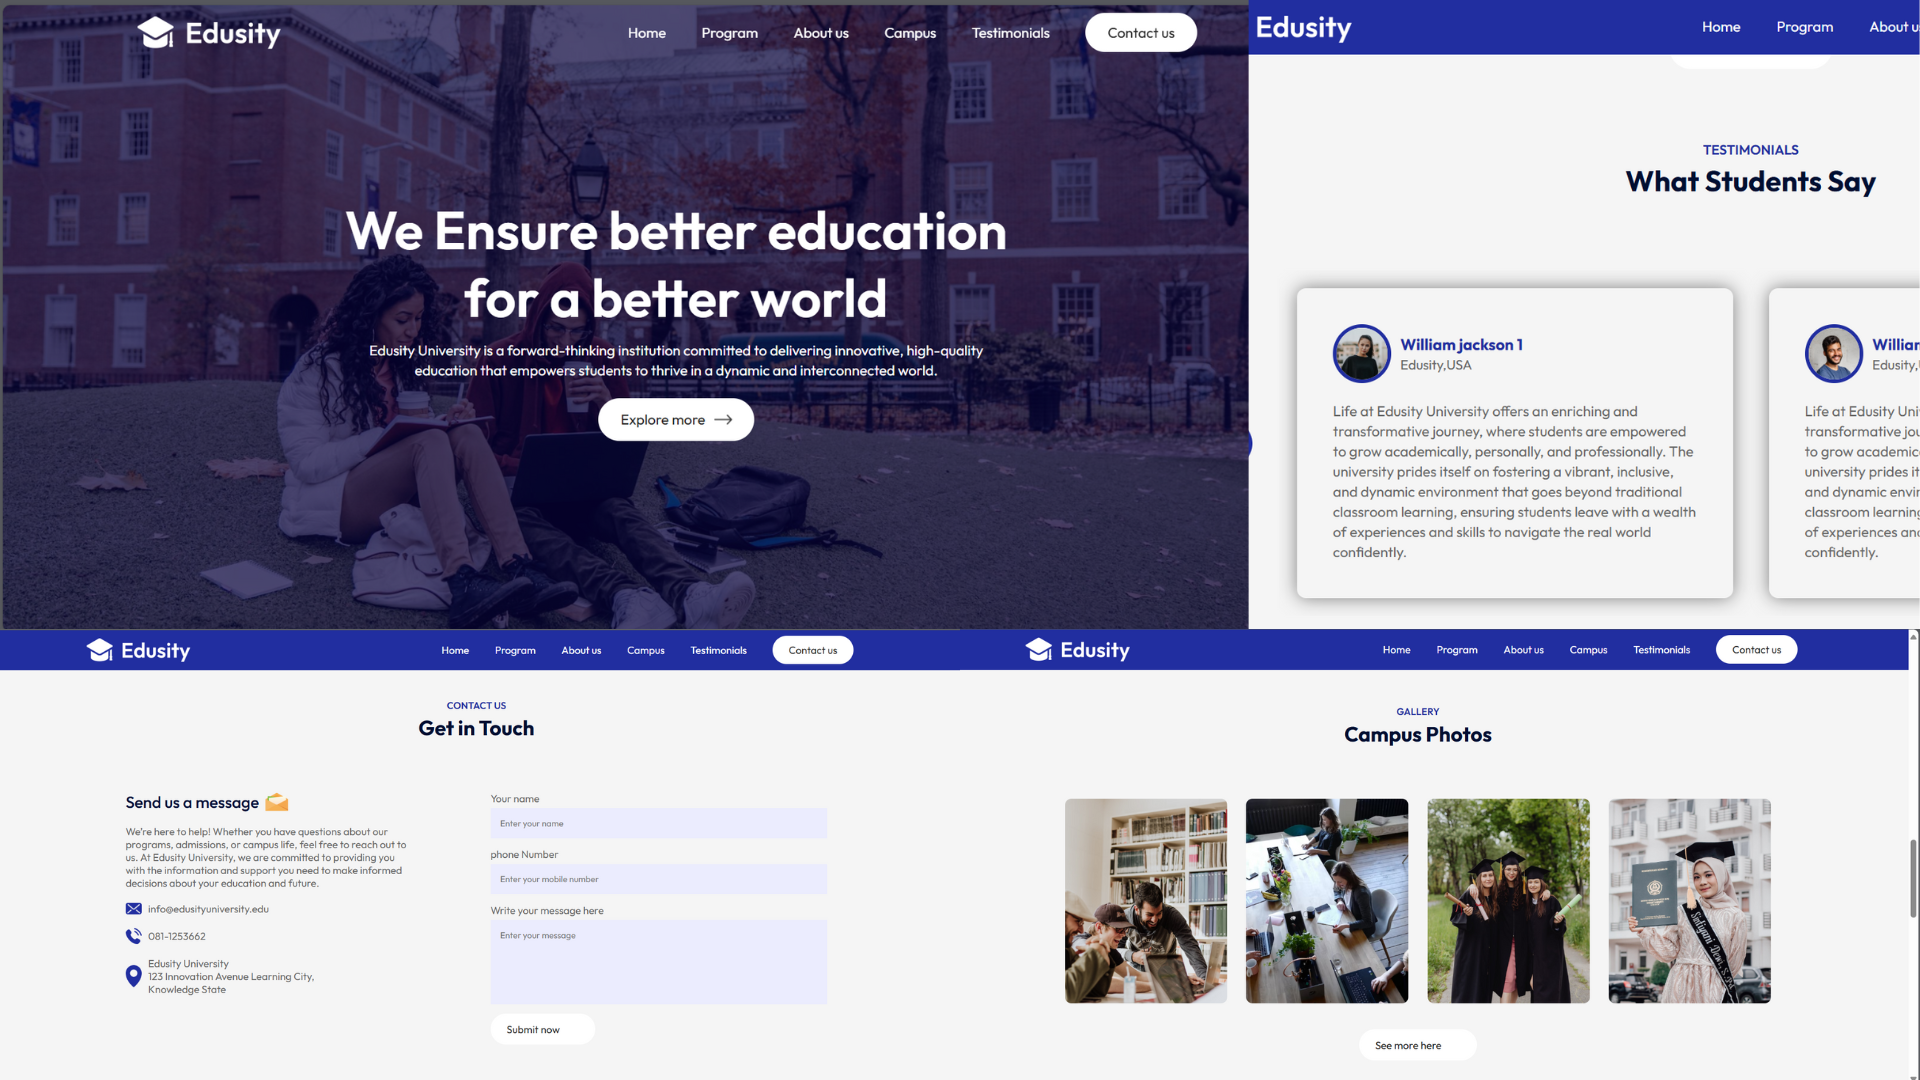 Edusity
Home Program About us Campus Testimonials Contact us
We Ensure better education
for a better world
Edusity University is a forward-thinking institution committed to delivering innovative, high-quality
education that empowers students to thrive in a dynamic and interconnected world.
Explore more
Edusity
Home Program About
TESTIMONIALS
What Students Say
William jackson 1
Edusity,USA
Life at Edusity University offers an enriching and
transformative journey, where students are empowered
to grow academically, personally, and professionally. The
university prides itself on fostering a vibrant, inclusive,
and dynamic environment that goes beyond traditional
classroom learning, ensuring students leave with a wealth
of experiences and skills to navigate the real world
confidently.
Edusity,
Life at Edusity
transformative
to grow
university prides
and dynamic
classroom
of experiences
confidently.
Edusity
Home Program About us Campus Testimonials Contact us
CONTACT US
Get in Touch
Send us a message
We're here to help! Whether you have questions about our
programs, admissions, or campus life, feel free to reach out to
us. At Edusity University, we are committed to providing you
with the information and support you need to make informed
decisions about your education and future.
info@edusityuniversity.edu
081-1253662
Edusity University
123 Innovation Avenue Learning City,
Knowledge State
Your name
Enter your name
phone Number
Enter your mobile number
Write your message here
Enter your message
Submit now
Edusity
Home Program About us Campus Testimonials Contact us
GALLERY
Campus Photos
See more here